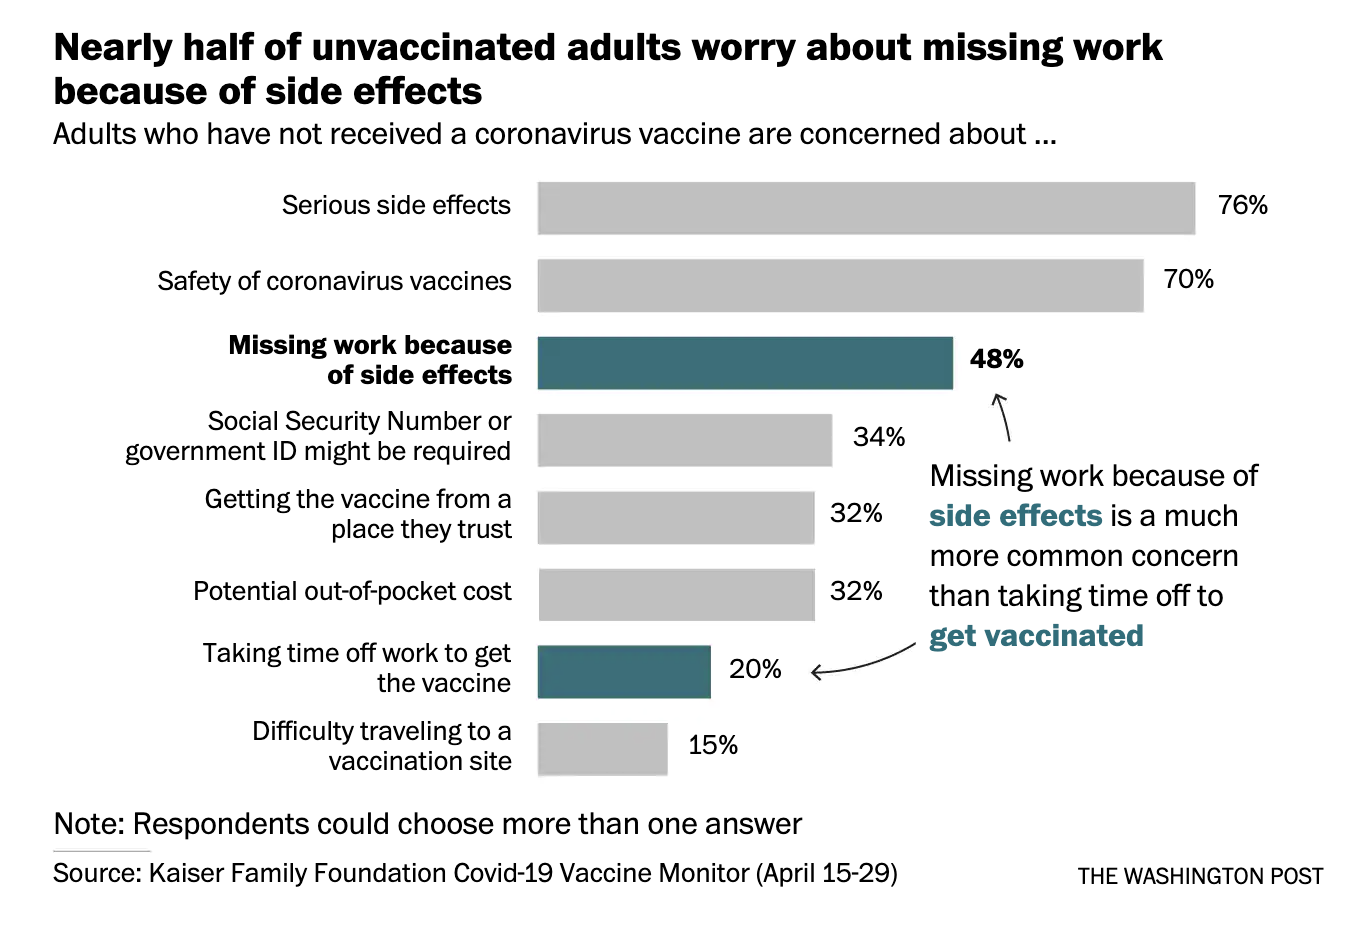 Nearly half of unvaccinated adults worry about missing work
because of side effects
Adults who have not received a coronavirus vaccine are concerned about ...
Serious side effects
76%
Safety of coronavirus vaccines
70%
Missing work because
of side effects
48%
Social Security Number or
government ID might be required
34%
Getting the vaccine from a
place they trust
32%
Potential out-of-pocket cost
32%
Taking time off work to get
the vaccine
20%
Difficulty traveling to a
vaccination site
15%
Missing work because of
side effects is a much
more common concern
than taking time off to
get vaccinated
Note: Respondents could choose more than one answer
Source: Kaiser Family Foundation Covid-19 Vaccine Monitor (April 15-29)
THE WASHINGTON POST